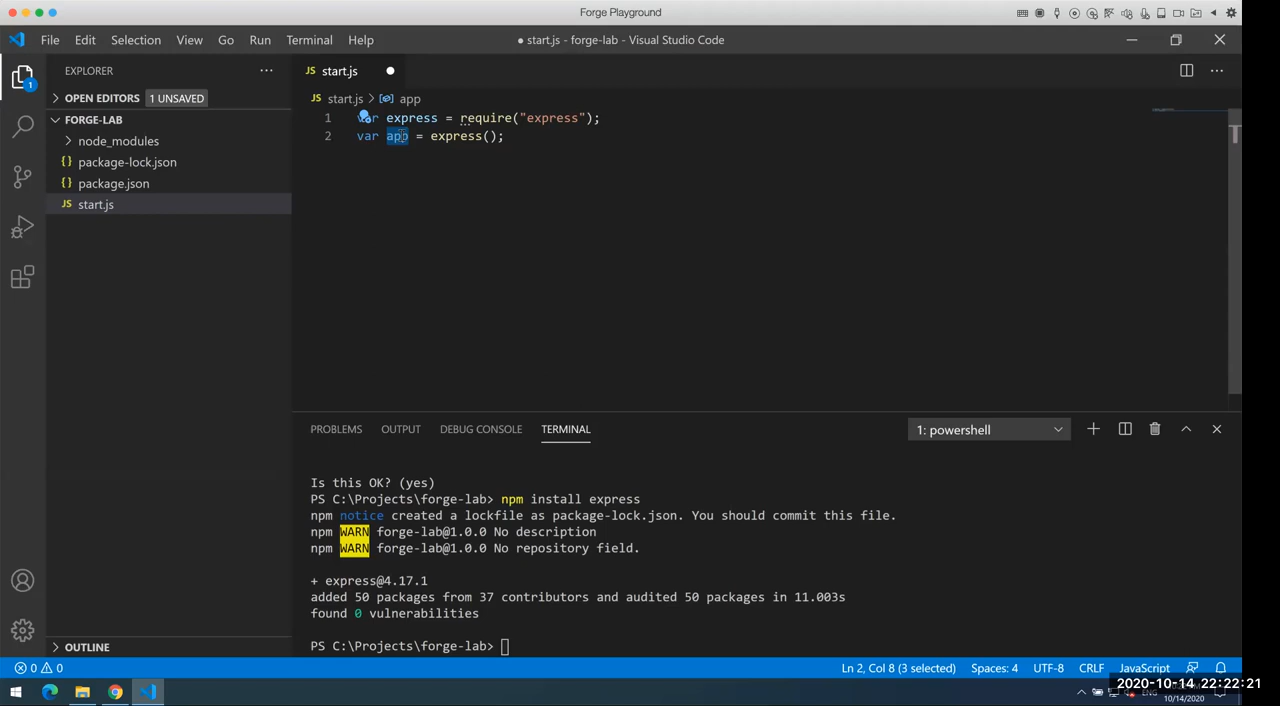 Forge Playground
File Edit Selection View Go Run Terminal Help
● start.js - forge-lab - Visual Studio Code
EXPLORER
JS start.js
1
OPEN EDITORS 1 UNSAVED
JS start.js > app
FORGE-LAB
1 var express = require("express");
node_modules
2 var app = express();
{} package-lock.json
{} package.json
JS start.js
PROBLEMS OUTPUT DEBUG CONSOLE TERMINAL
1: powershell
Is this OK? (yes)
PS C:\Projects\forge-lab> npm install express
npm notice created a lockfile as package-lock.json. You should commit this file.
npm WARN forge-lab@1.0.0 No description
npm WARN forge-lab@1.0.0 No repository field.
+ express@4.17.1
added 50 packages from 37 contributors and audited 50 packages in 11.003s
found 0 vulnerabilities
PS C:\Projects\forge-lab>
OUTLINE
0 0
Ln 2, Col 8 (3 selected) Spaces: 4 UTF-8 CRLF JavaScript
2020-10-14 22:22:21
ENG
10/14/2020